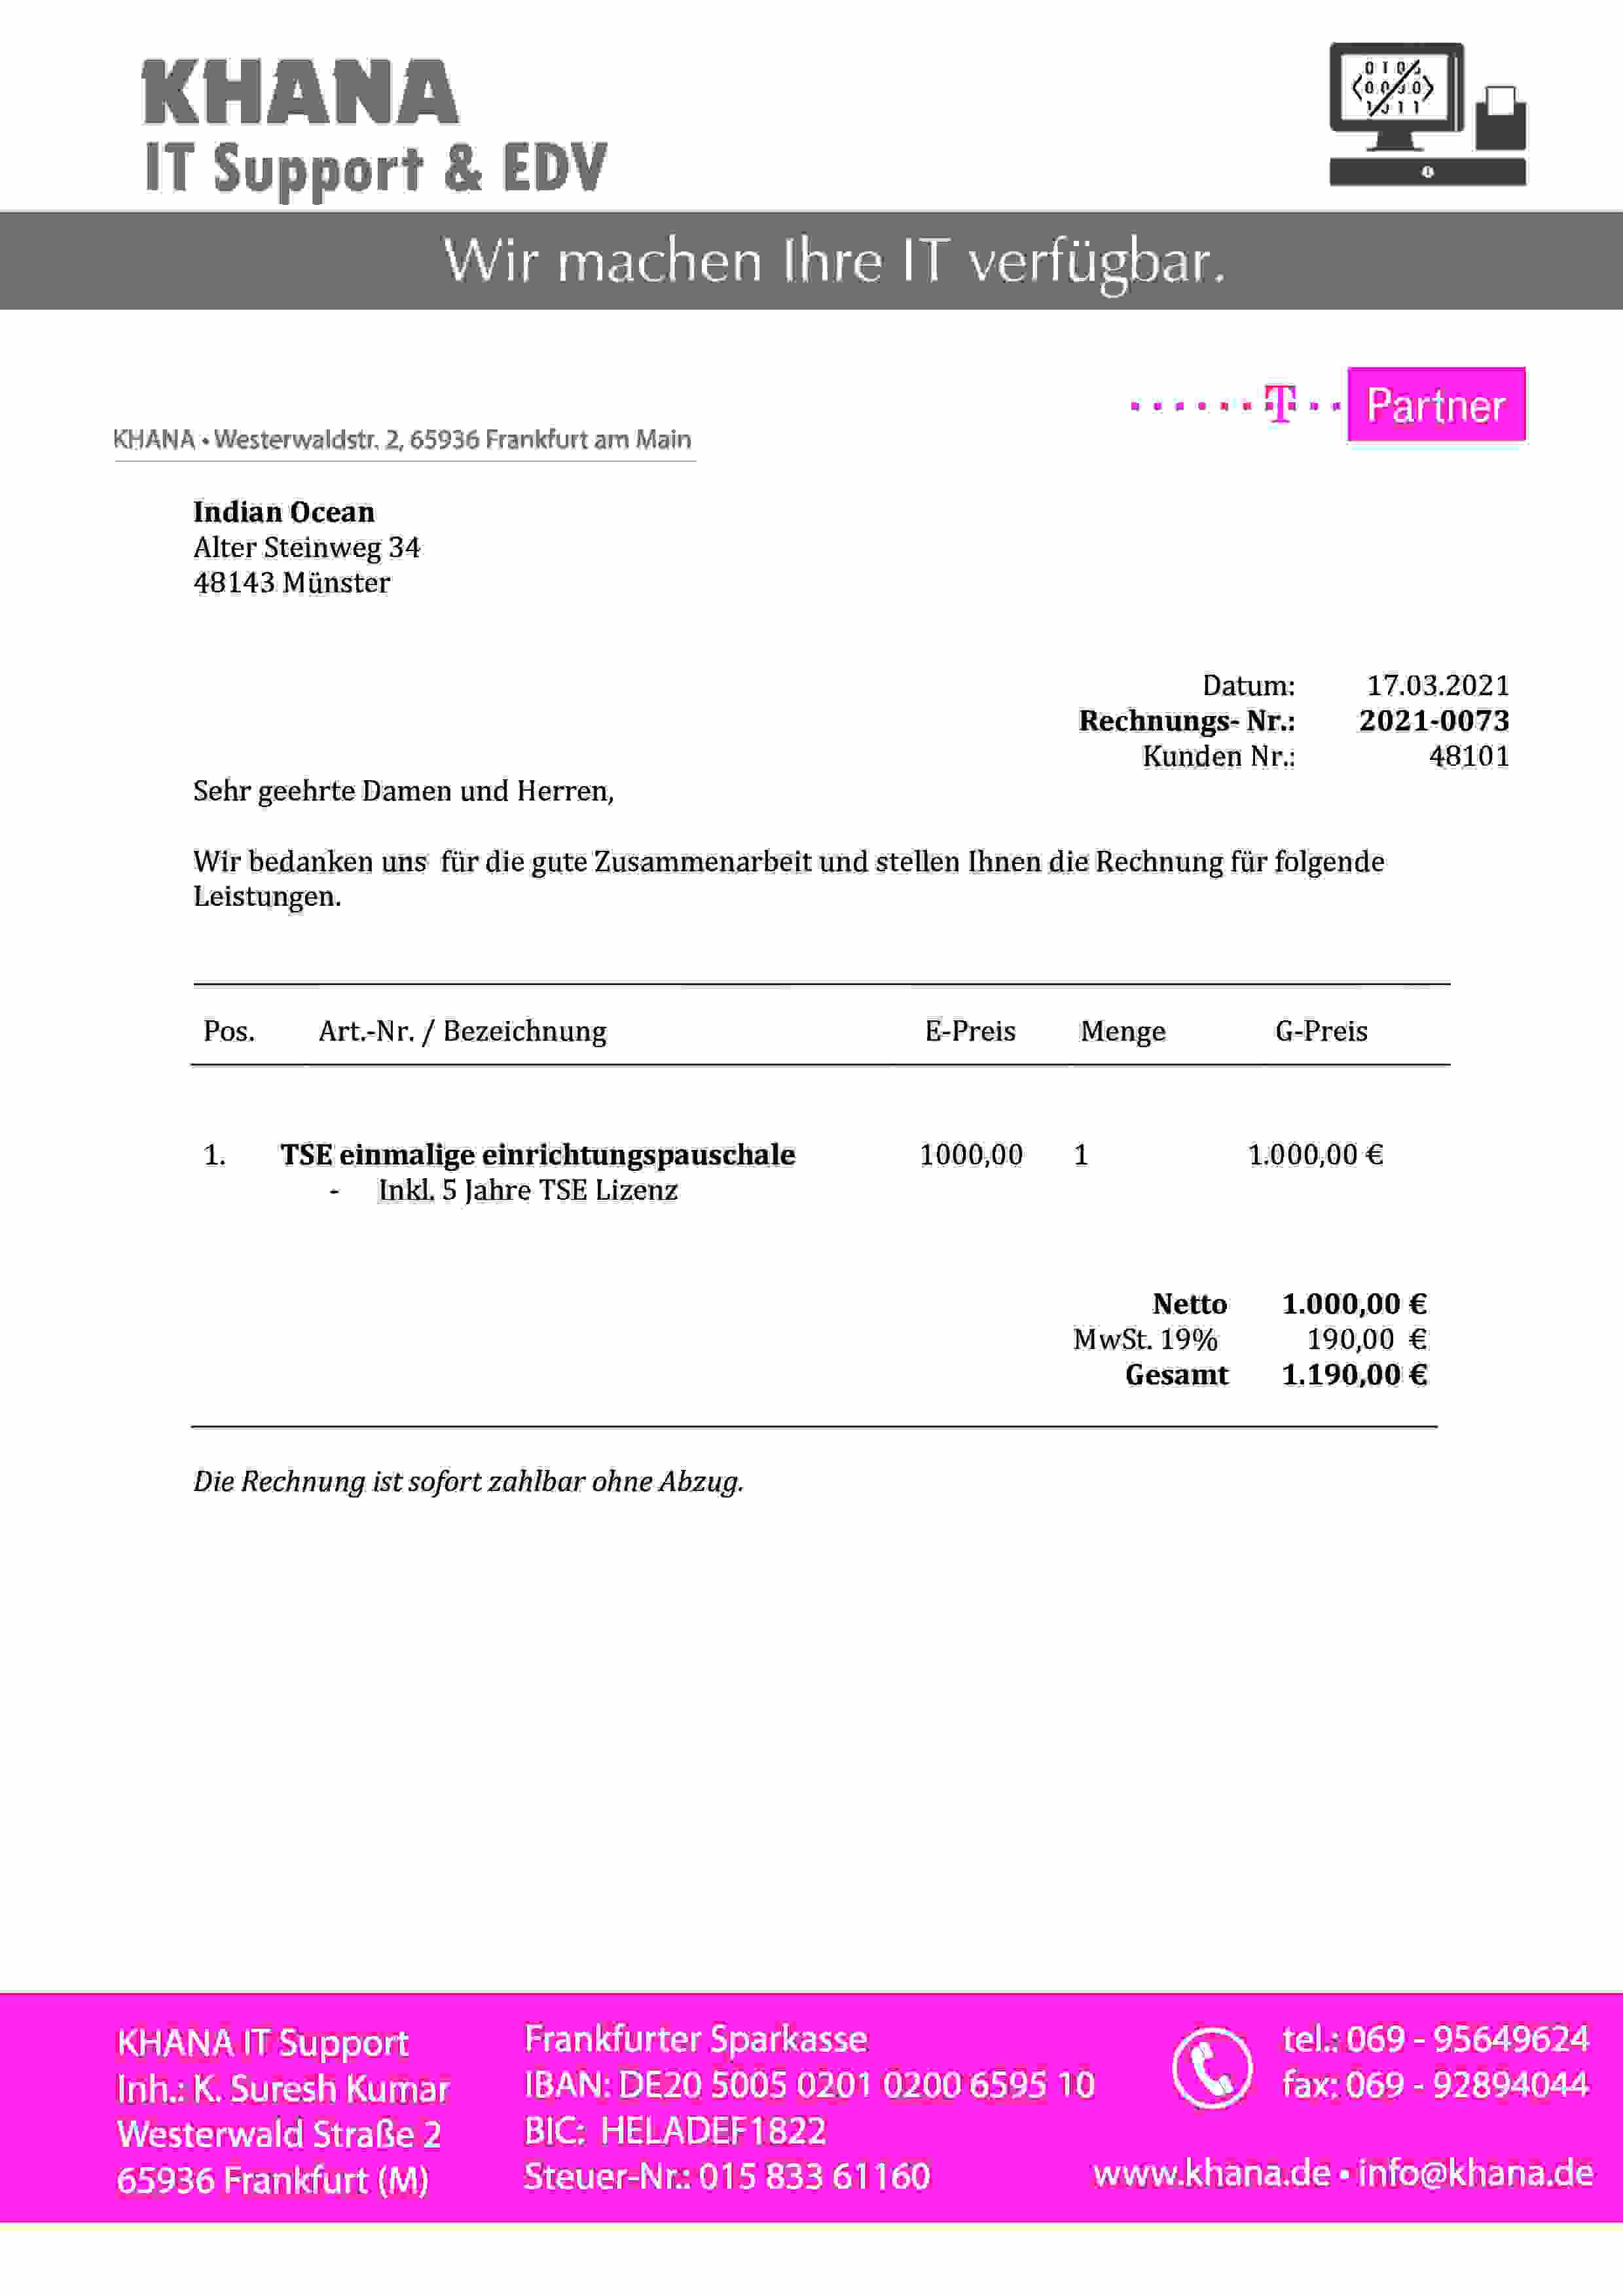 KHANA
IT Support & EDV
Wir machen Ihre IT verfügbar.
T Partner
KHANA • Westerwaldstr. 2, 65936 Frankfurt am Main
Indian Ocean
Alter Steinweg 34
48143 Münster
Datum: 17.03.2021
Rechnungs- Nr.: 2021-0073
Kunden Nr.: 48101
Sehr geehrte Damen und Herren,
Wir bedanken uns für die gute Zusammenarbeit und stellen Ihnen die Rechnung für folgende
Leistungen.
Pos. Art.-Nr. / Bezeichnung E-Preis Menge G-Preis
1. TSE einmalige einrichtungspauschale 1000,00 1 1.000,00 €
- Inkl. 5 Jahre TSE Lizenz
Netto 1.000,00 €
MwSt. 19% 190,00 €
Gesamt 1.190,00 €
Die Rechnung ist sofort zahlbar ohne Abzug.
KHANA IT Support
Inh.: K. Suresh Kumar
Westerwald Straße 2
65936 Frankfurt (M)
Frankfurter Sparkasse
IBAN: DE20 5005 0201 0200 6595 10
BIC: HELADEF1822
Steuer-Nr.: 015 833 61160
tel.: 069 - 95649624
fax: 069 - 92894044
www.khana.de • info@khana.de